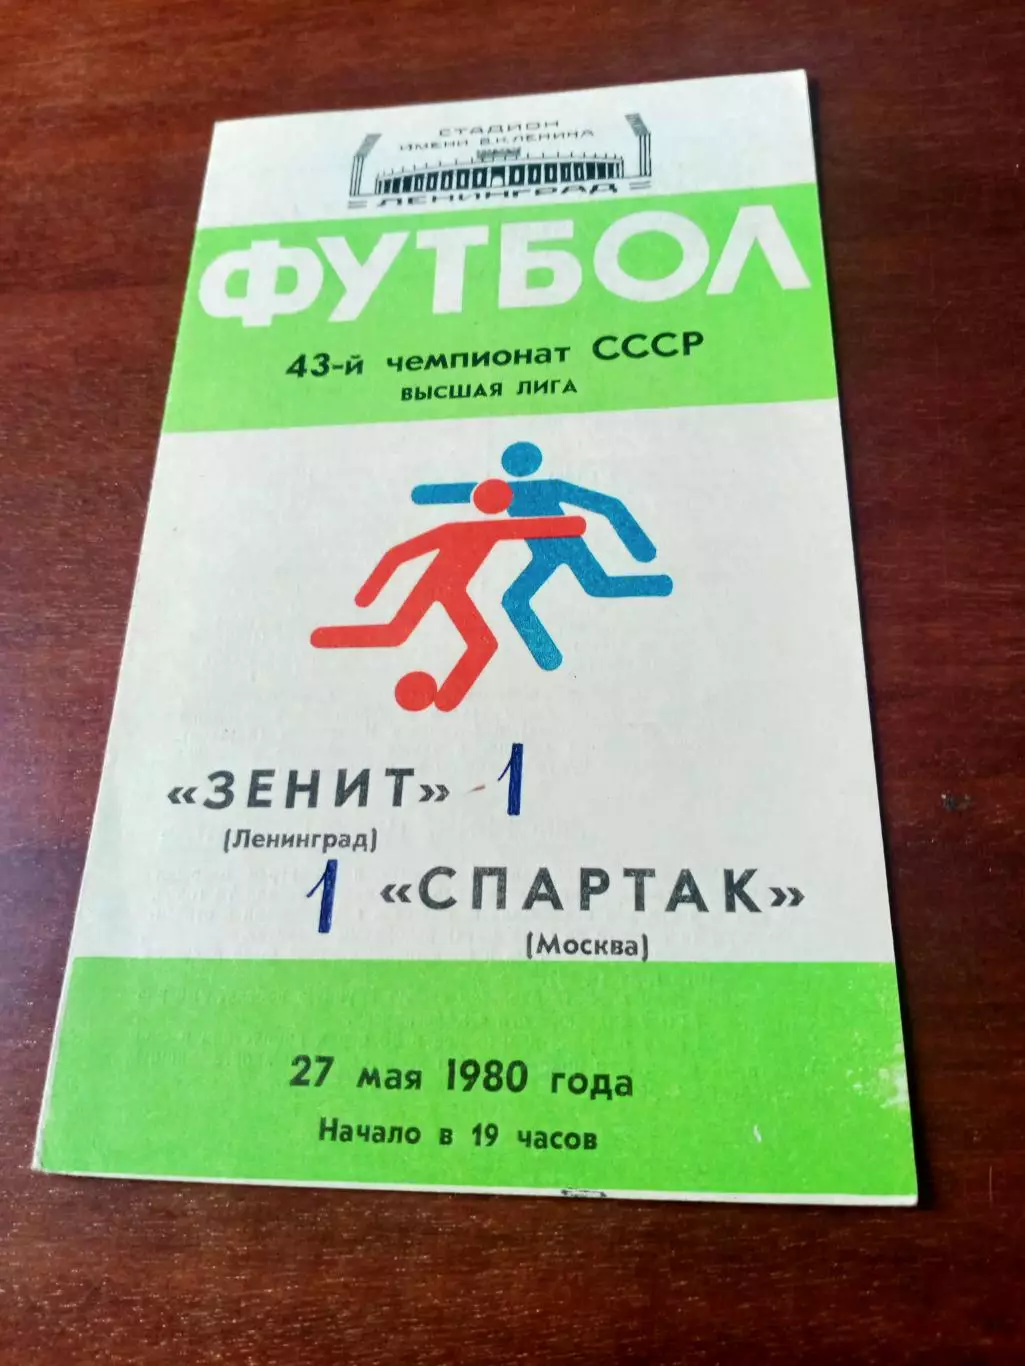 СТАДИОН
ИМЕНИ В.И.ЛЕНИНА
ЛЕНИНГРАД
ФУТБОЛ
43-й чемпионат СССР
ВЫСШАЯ ЛИГА
«ЗЕНИТ» 1
(Ленинград)
1 «СПАРТАК»
(Москва)
27 мая 1980 года
Начало в 19 часов